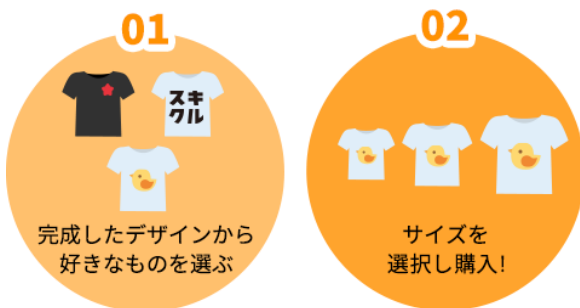 01
スキ
クル
完成したデザインから
好きなものを選ぶ
02
サイズを
選択し購入!